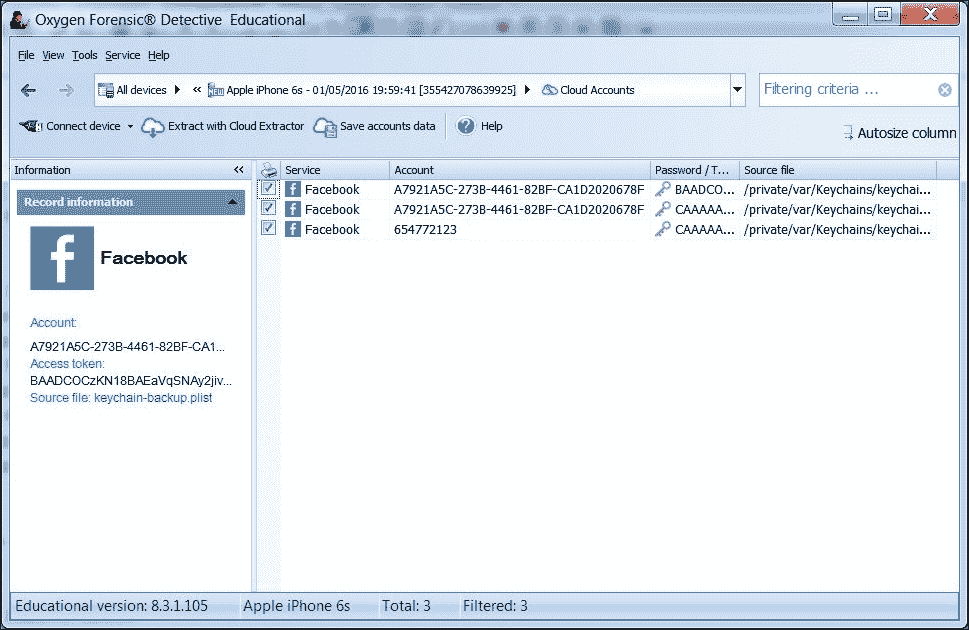 Oxygen Forensic® Detective Educational
File View Tools Service Help
All devices « Apple iPhone 6s - 01/05/2016 19:59:41 [355427078639925] Cloud Accounts
Filtering criteria ...
Connect device Extract with Cloud Extractor Save accounts data Help
Autosize column
Information «
Service Account Password / T... Source file
Record information
Facebook A7921A5C-273B-4461-82BF-CA1D2020678F BAADCO... /private/var/Keychains/keychai...
Facebook A7921A5C-273B-4461-82BF-CA1D2020678F CAAAAA... /private/var/Keychains/keychai...
Facebook 654772123 CAAAAA... /private/var/Keychains/keychai...
Facebook
Account:
A7921A5C-273B-4461-82BF-CA1...
Access token:
BAADCOCzKN18BAEaVqSNAy2jiv...
Source file: keychain-backup.plist
Educational version: 8.3.1.105 Apple iPhone 6s Total: 3 Filtered: 3